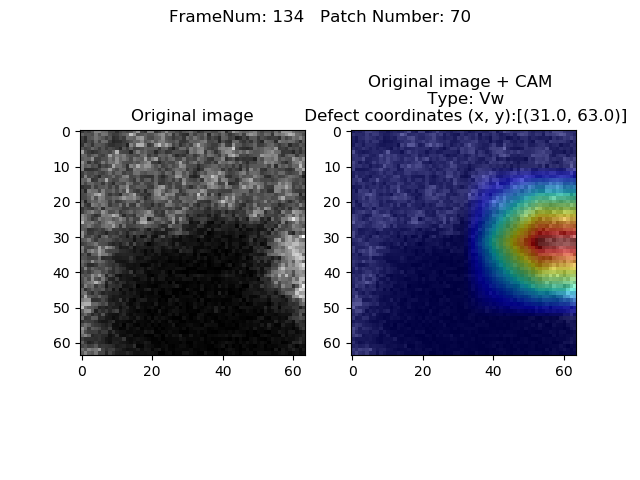 FrameNum: 134   Patch Number: 70
Original image
Original image + CAM
Type: Vw
Defect coordinates (x, y):[(31.0, 63.0)]
0
10
20
30
40
50
60
0 20 40 60
0
10
20
30
40
50
60
0 20 40 60